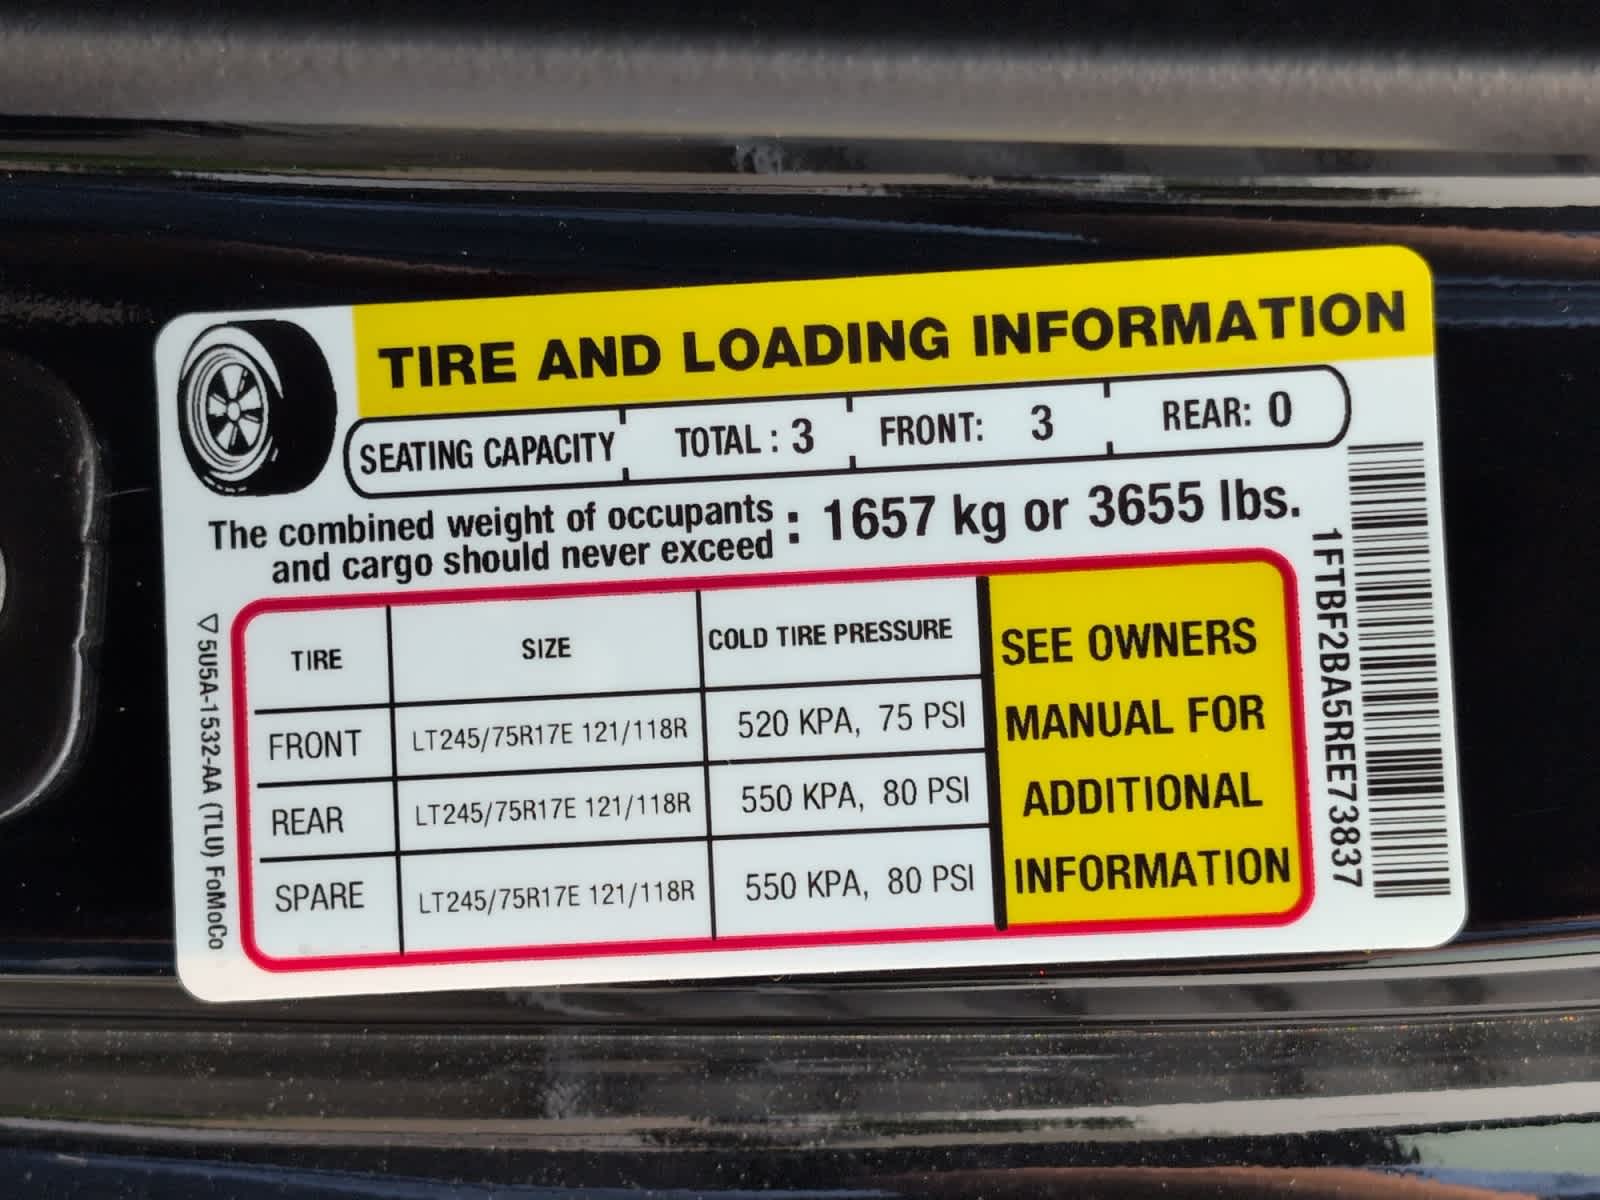 TIRE AND LOADING INFORMATION
SEATING CAPACITY TOTAL : 3 FRONT: 3 REAR: 0
The combined weight of occupants
and cargo should never exceed : 1657 kg or 3655 lbs.
TIRE SIZE COLD TIRE PRESSURE
FRONT LT245/75R17E 121/118R 520 KPA, 75 PSI
REAR LT245/75R17E 121/118R 550 KPA, 80 PSI
SPARE LT245/75R17E 121/118R 550 KPA, 80 PSI
SEE OWNERS
MANUAL FOR
ADDITIONAL
INFORMATION
1FTBF2BA5REE73837
5U5A-1532-AA (TLU) FoMoCo